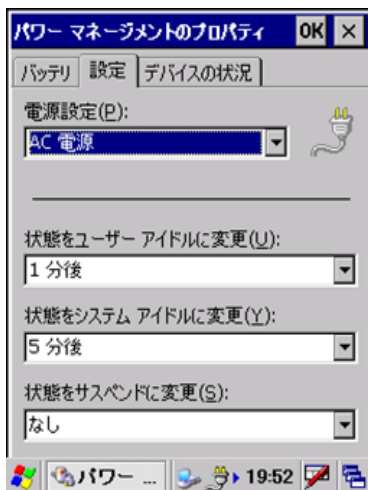 パワー マネージメントのプロパティ OK ×
バッテリ 設定 デバイスの状況
電源設定(P):
AC 電源
状態をユーザー アイドルに変更(U):
1 分後
状態をシステム アイドルに変更(Y):
5 分後
状態をサスペンドに変更(S):
なし
パワー ... 19:52